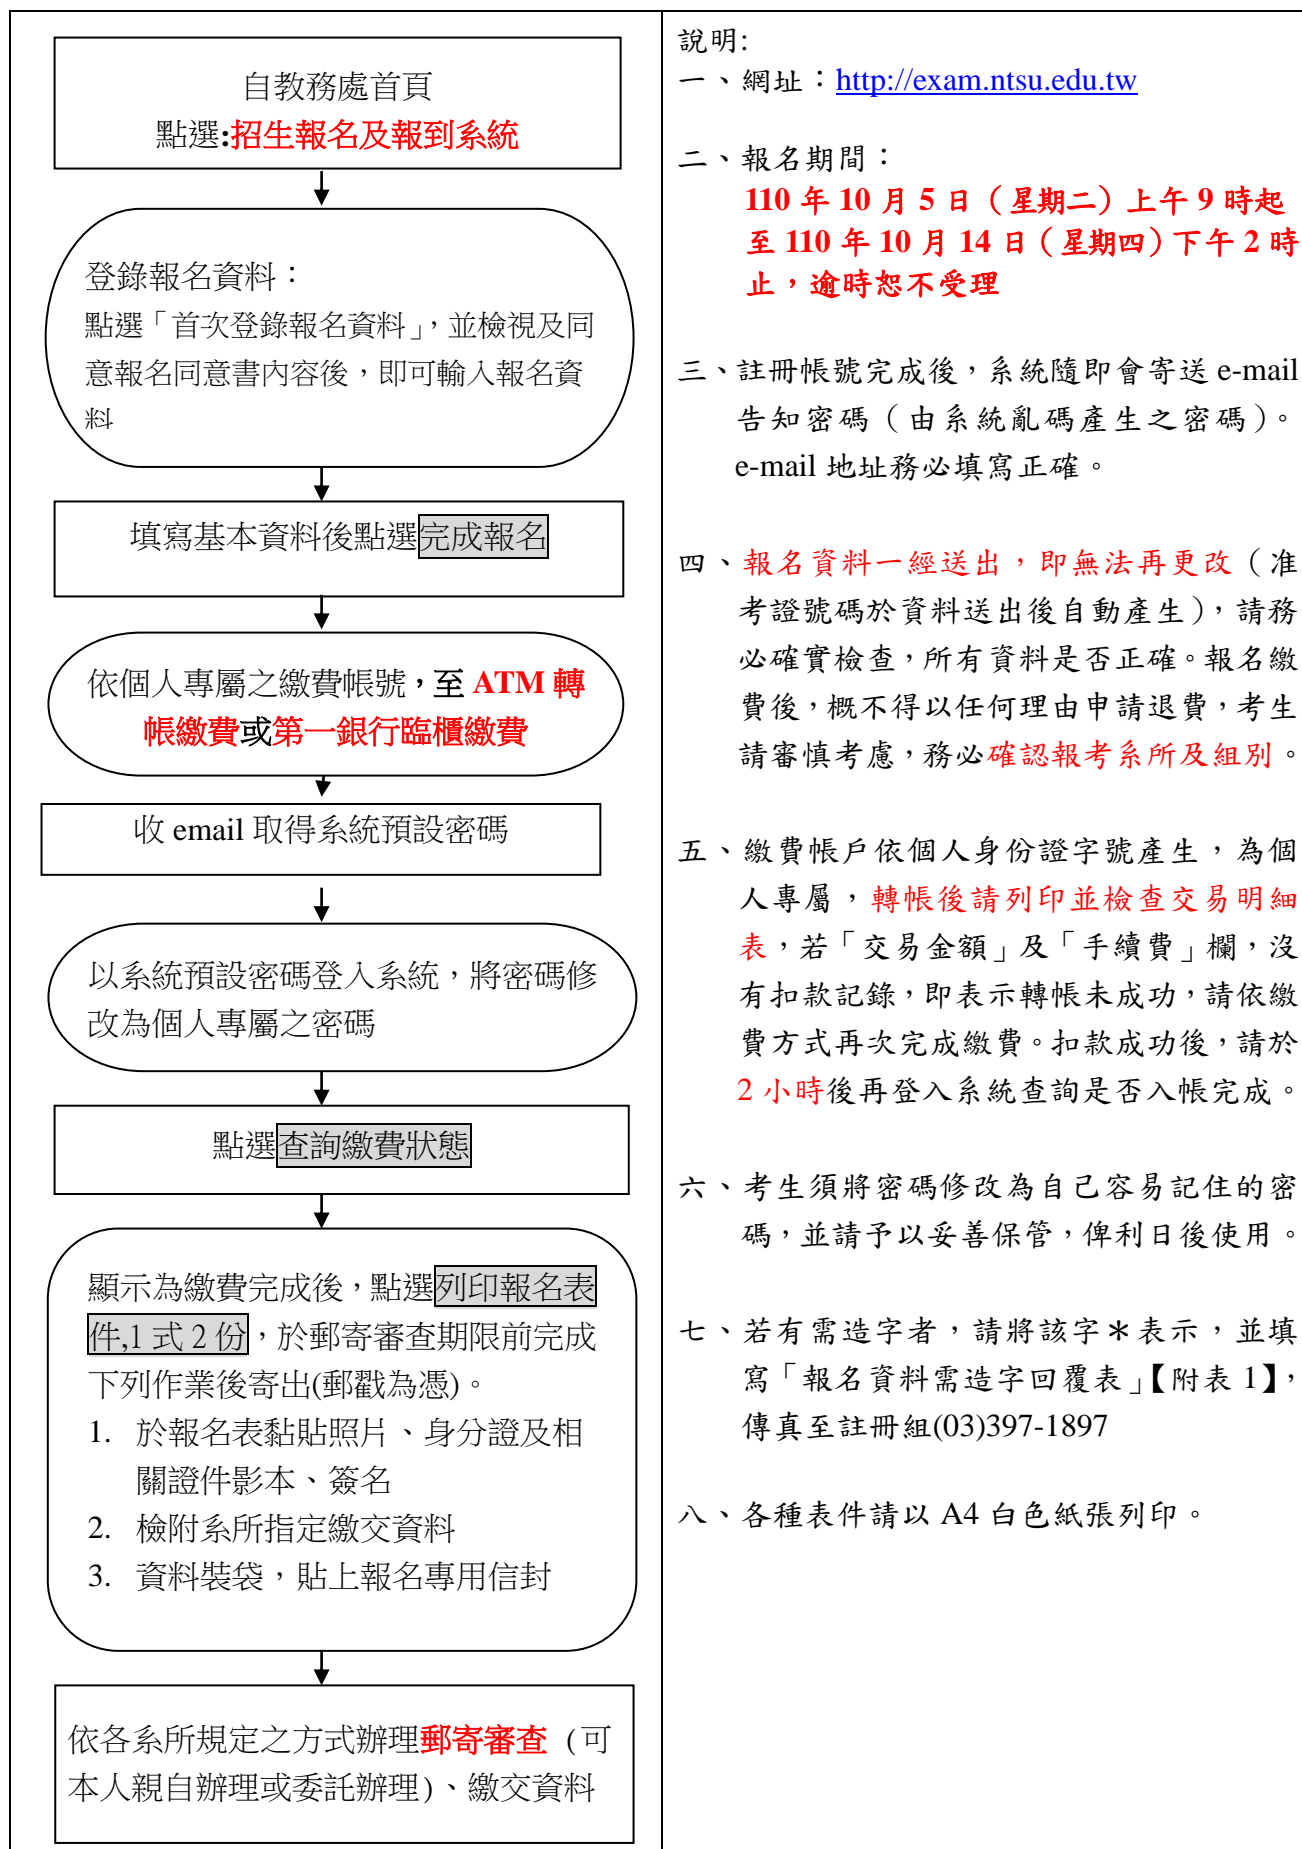 自教務處首頁
點選:招生報名及報到系統
登錄報名資料：
點選「首次登錄報名資料」，並檢視及同
意報名同意書內容後，即可輸入報名資
料
填寫基本資料後點選完成報名
依個人專屬之繳費帳號，至 ATM 轉
帳繳費或第一銀行臨櫃繳費
收 email 取得系統預設密碼
以系統預設密碼登入系統，將密碼修
改為個人專屬之密碼
點選查詢繳費狀態
顯示為繳費完成後，點選列印報名表
件,1 式 2 份，於郵寄審查期限前完成
下列作業後寄出(郵戳為憑)。
1. 於報名表黏貼照片、身分證及相
關證件影本、簽名
2. 檢附系所指定繳交資料
3. 資料裝袋，貼上報名專用信封
依各系所規定之方式辦理郵寄審查 (可
本人親自辦理或委託辦理)、繳交資料
說明:
一、網址：http://exam.ntsu.edu.tw
二、報名期間：
110 年 10 月 5 日（星期二）上午 9 時起
至 110 年 10 月 14 日（星期四）下午 2 時
止，逾時恕不受理
三、註冊帳號完成後，系統隨即會寄送 e-mail
告知密碼（由系統亂碼產生之密碼）。
e-mail 地址務必填寫正確。
四、報名資料一經送出，即無法再更改（准
考證號碼於資料送出後自動產生），請務
必確實檢查，所有資料是否正確。報名繳
費後，概不得以任何理由申請退費，考生
請審慎考慮，務必確認報考系所及組別。
五、繳費帳戶依個人身份證字號產生，為個
人專屬，轉帳後請列印並檢查交易明細
表，若「交易金額」及「手續費」欄，沒
有扣款記錄，即表示轉帳未成功，請依繳
費方式再次完成繳費。扣款成功後，請於
2 小時後再登入系統查詢是否入帳完成。
六、考生須將密碼修改為自己容易記住的密
碼，並請予以妥善保管，俾利日後使用。
七、若有需造字者，請將該字＊表示，並填
寫「報名資料需造字回覆表」【附表 1】，
傳真至註冊組(03)397-1897
八、各種表件請以 A4 白色紙張列印。